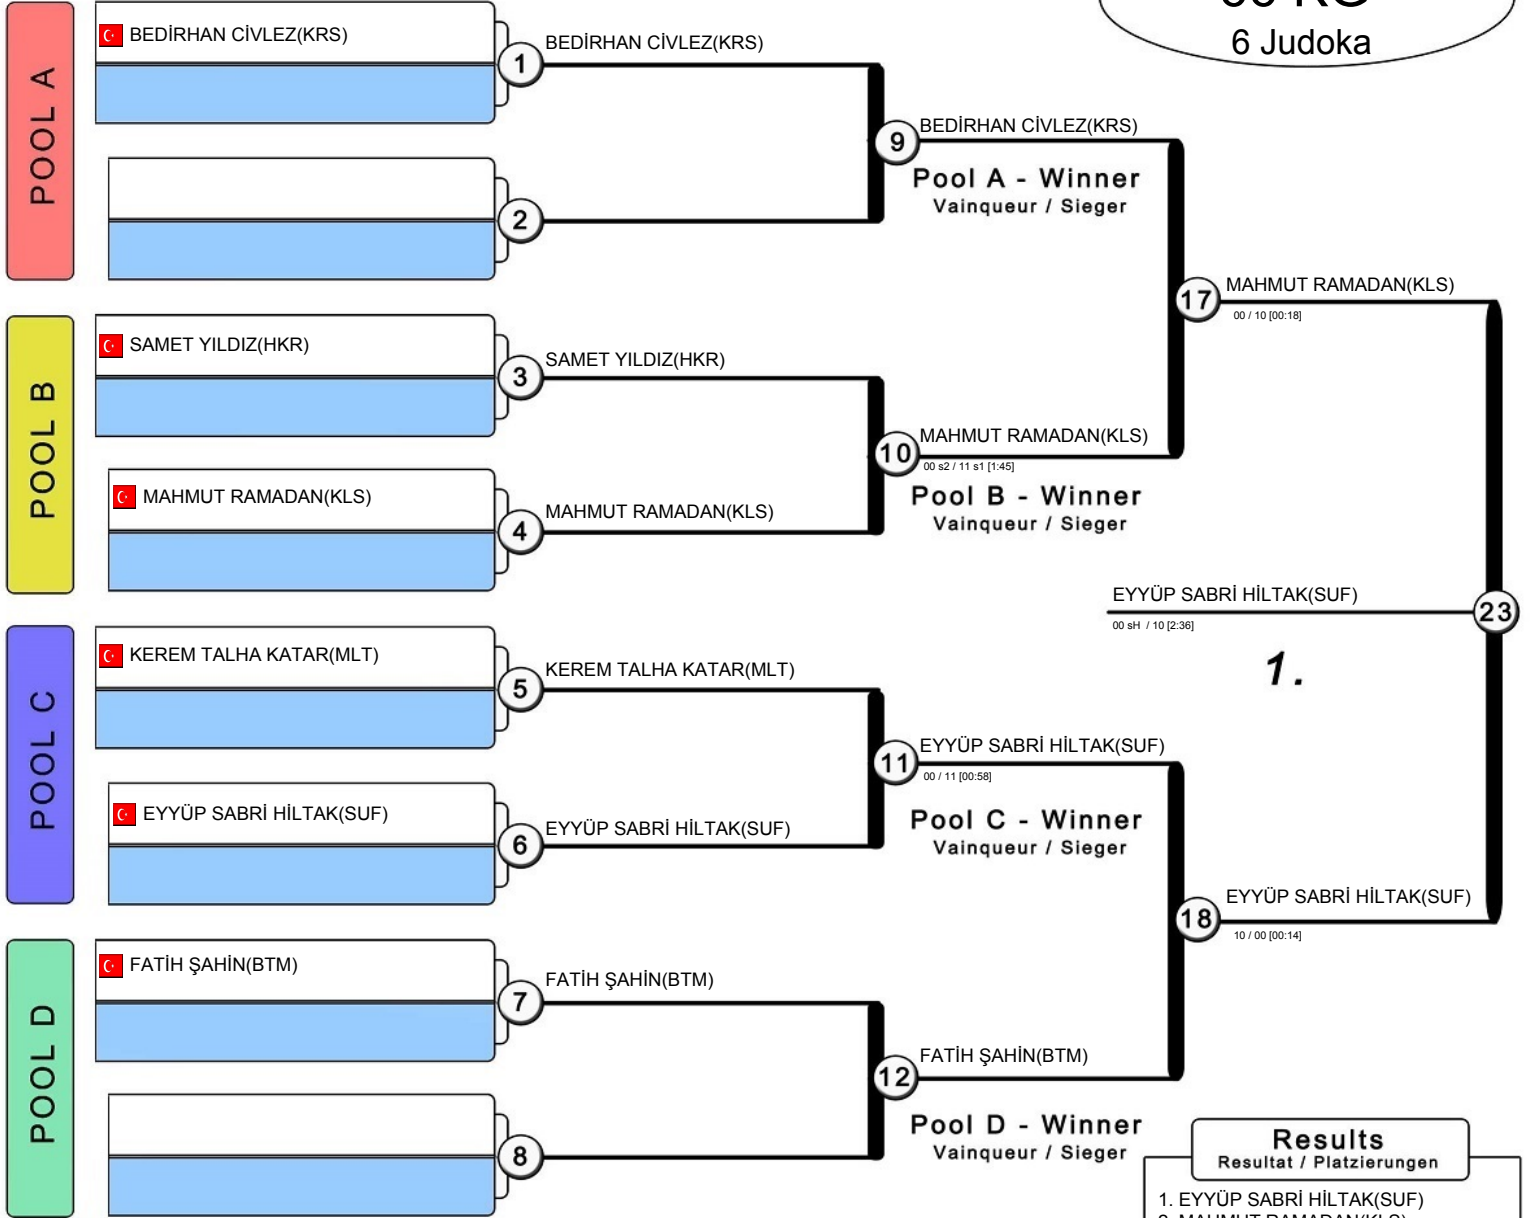 KG
6 Judoka
POOL A
BEDİRHAN CİVLEZ(KRS)
1
BEDİRHAN CİVLEZ(KRS)
2
9
BEDİRHAN CİVLEZ(KRS)
Pool A - Winner
Vainqueur / Sieger
POOL B
SAMET YILDIZ(HKR)
3
SAMET YILDIZ(HKR)
MAHMUT RAMADAN(KLS)
4
MAHMUT RAMADAN(KLS)
10
MAHMUT RAMADAN(KLS)
00 s2 / 11 s1 [1:45]
Pool B - Winner
Vainqueur / Sieger
17
MAHMUT RAMADAN(KLS)
00 / 10 [00:18]
POOL C
KEREM TALHA KATAR(MLT)
5
KEREM TALHA KATAR(MLT)
EYYÜP SABRİ HİLTAK(SUF)
6
EYYÜP SABRİ HİLTAK(SUF)
11
EYYÜP SABRİ HİLTAK(SUF)
00 / 11 [00:58]
Pool C - Winner
Vainqueur / Sieger
POOL D
FATİH ŞAHİN(BTM)
7
FATİH ŞAHİN(BTM)
8
12
FATİH ŞAHİN(BTM)
Pool D - Winner
Vainqueur / Sieger
18
EYYÜP SABRİ HİLTAK(SUF)
10 / 00 [00:14]
EYYÜP SABRİ HİLTAK(SUF)
23
00 sH / 10 [2:36]
1.
Results
Resultat / Platzierungen
1. EYYÜP SABRİ HİLTAK(SUF)
2. MAHMUT RAMADAN(KLS)